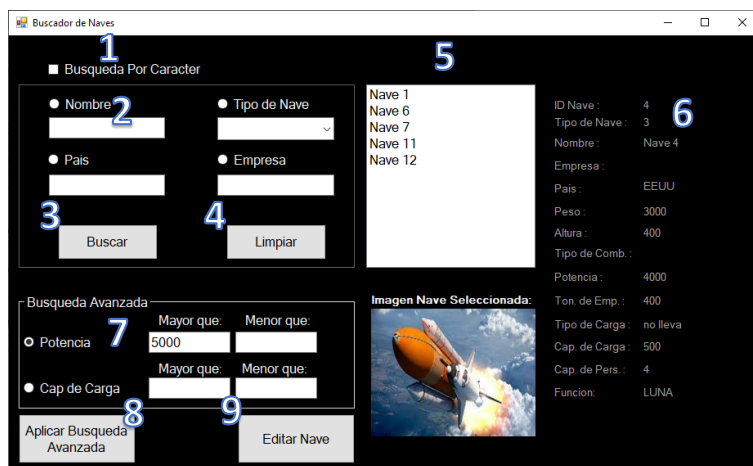 Buscador de Naves
1
Busqueda Por Caracter
Nombre
2
Tipo de Nave
Pais
Empresa
3
Buscar
4
Limpiar
5
Nave 1
Nave 6
Nave 7
Nave 11
Nave 12
6
ID Nave : 4
Tipo de Nave : 3
Nombre : Nave 4
Empresa :
Pais : EEUU
Peso : 3000
Altura : 400
Tipo de Comb. :
Potencia : 4000
Ton. de Emp. : 400
Tipo de Carga : no lleva
Cap. de Carga : 500
Cap. de Pers. : 4
Funcion: LUNA
Busqueda Avanzada
Mayor que: Menor que:
Potencia 7 5000
Mayor que: Menor que:
Cap de Carga
8
Aplicar Busqueda
Avanzada
9
Editar Nave
Imagen Nave Seleccionada: